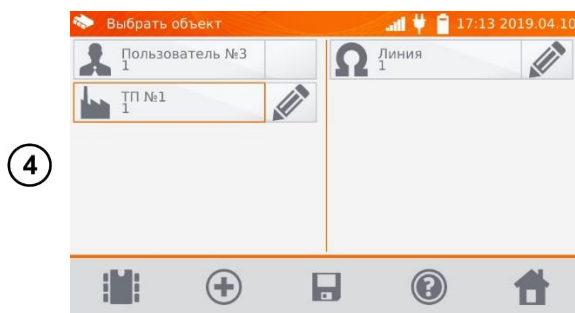 Выбрать объект
17:13 2019.04.10
Пользователь №3
1
Линия
1
ТП №1
1
4